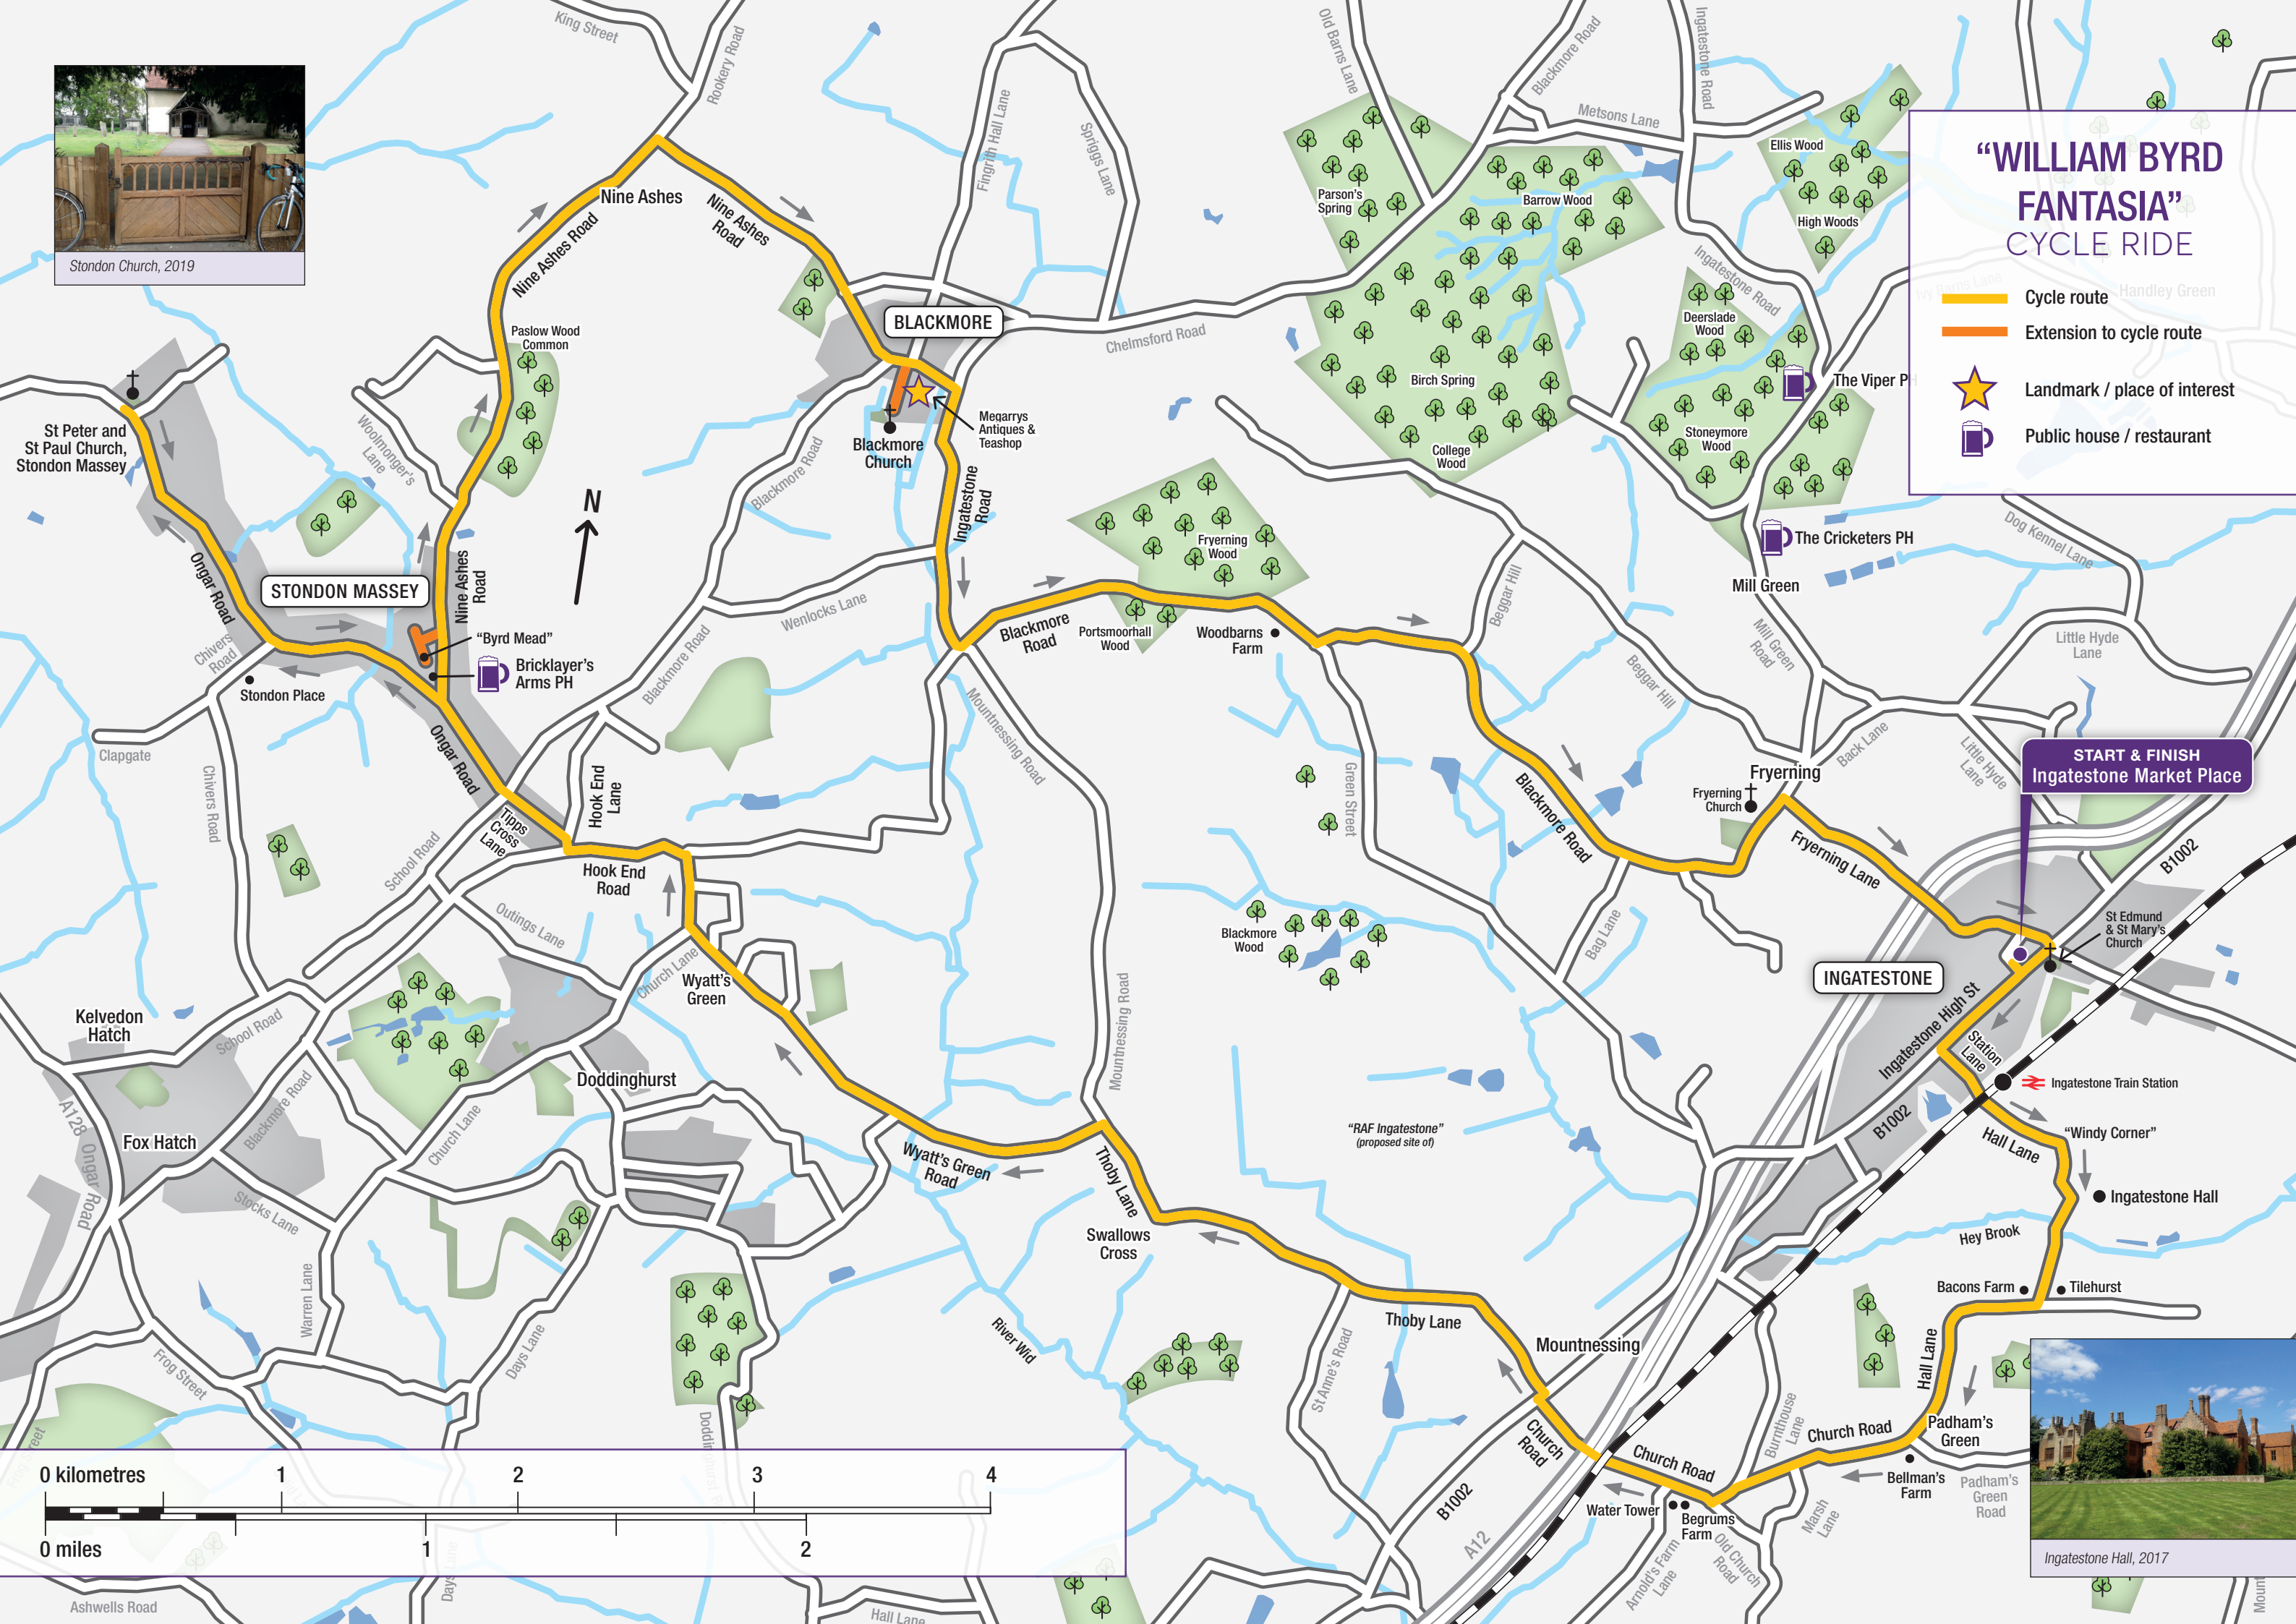 King Street
Rookery Road
Fingrith Hall Lane
Spriggs Lane
Old Barns Lane
Blackmore Road
Ingatestone Road
Metsons Lane
Ellis Wood
High Woods
Parson's
Spring
Barrow Wood
Stondon Church, 2019
“WILLIAM BYRD
FANTASIA”
CYCLE RIDE
Cycle route
Extension to cycle route
Landmark / place of interest
Public house / restaurant
Ivy Barns Lane
Handley Green
Nine Ashes
Nine Ashes Road
Nine Ashes
Road
Paslow Wood
Common
BLACKMORE
Chelmsford Road
Ingatestone Road
Deerslade
Wood
The Viper P
Birch Spring
Stoneymore
Wood
College
Wood
Megarrys
Antiques &
Teashop
Blackmore
Church
St Peter and
St Paul Church,
Stondon Massey
Woolmonger's
Lane
Blackmore Road
Ingatestone
Road
N
Fryerning
Wood
The Cricketers PH
Mill Green
Dog Kennel Lane
Ongar Road
STONDON MASSEY
Nine Ashes
Road
“Byrd Mead”
Bricklayer's
Arms PH
Chivers
Road
Stondon Place
Wenlocks Lane
Blackmore Road
Blackmore
Road
Portsmoorhall
Wood
Woodbarns
Farm
Beggar Hill
Beggar Hill
Mill Green
Road
Little Hyde
Lane
Clapgate
Chivers Road
Ongar Road
Mountnessing Road
Green Street
Back Lane
Little Hyde
Lane
START & FINISH
Ingatestone Market Place
Fryerning
Fryerning
Church
Hook End
Lane
Tipps
Cross
Lane
Hook End
Road
School Road
Blackmore Road
Fryerning Lane
B1002
Outings Lane
Church Lane
Wyatt's
Green
Blackmore
Wood
Bag Lane
INGATESTONE
St Edmund
& St Mary's
Church
Kelvedon
Hatch
School Road
Mountnessing Road
Ingatestone High St
Station
Lane
Ingatestone Train Station
Doddinghurst
A128 Ongar Road
Fox Hatch
Blackmore Road
Church Lane
“RAF Ingatestone”
(proposed site of)
B1002
Hall Lane
“Windy Corner”
Ingatestone Hall
Wyatt's Green
Road
Thoby Lane
Stocks Lane
Swallows
Cross
Hey Brook
Bacons Farm
Tilehurst
Warren Lane
Frog Street
Days Lane
River Wid
St Anne's Road
Thoby Lane
Mountnessing
Hall Lane
Church
Road
Church Road
Burnthouse
Lane
Church Road
Padham's
Green
Bellman's
Farm
Padham's
Green
Road
Water Tower
Begrums
Farm
Marsh
Lane
Old Church
Road
Arnold's Farm
Lane
B1002
A12
0 kilometres 1 2 3 4
0 miles 1 2
Ashwells Road
Hall Lane
Ingatestone Hall, 2017
Mount